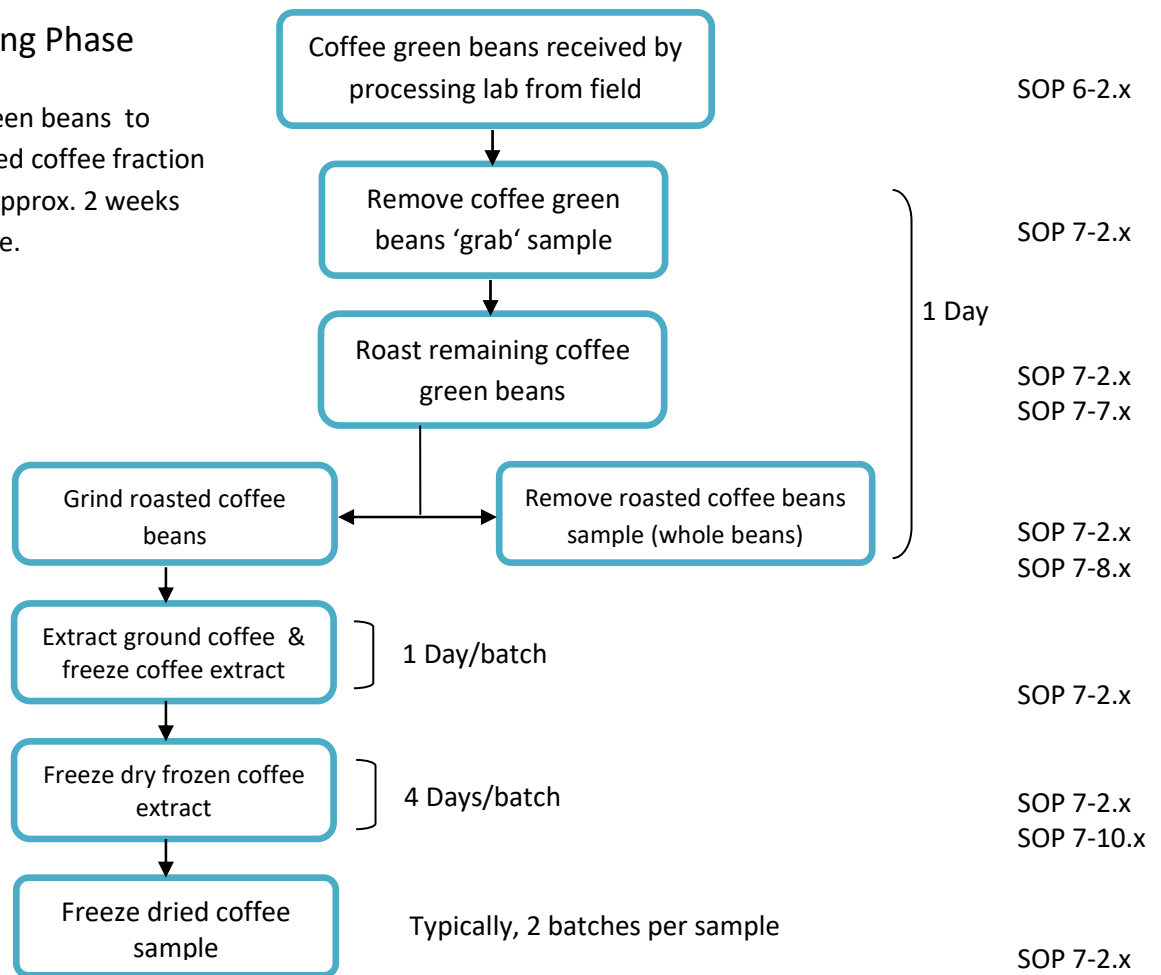 ng Phase
een beans to
ed coffee fraction
pprox. 2 weeks
e.
Coffee green beans received by
processing lab from field
SOP 6-2.x
Remove coffee green
beans ‘grab‘ sample
SOP 7-2.x
1 Day
Roast remaining coffee
green beans
SOP 7-2.x
SOP 7-7.x
Grind roasted coffee
beans
Remove roasted coffee beans
sample (whole beans)
SOP 7-2.x
SOP 7-8.x
Extract ground coffee &
freeze coffee extract
1 Day/batch
SOP 7-2.x
Freeze dry frozen coffee
extract
4 Days/batch
SOP 7-2.x
SOP 7-10.x
Freeze dried coffee
sample
Typically, 2 batches per sample
SOP 7-2.x